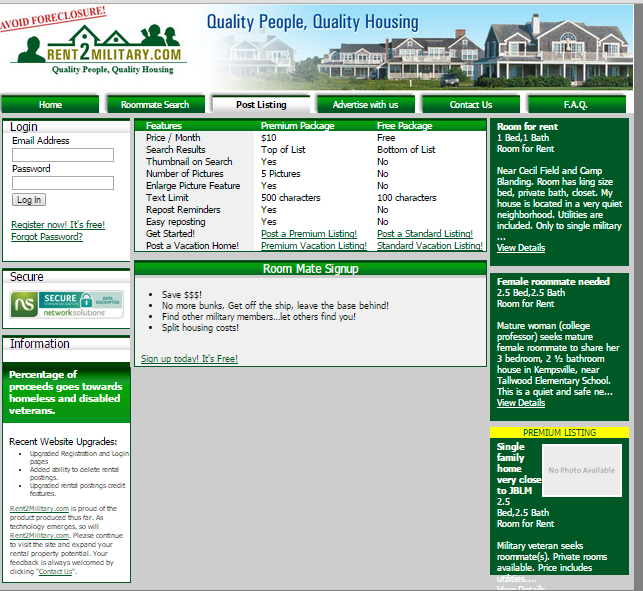 AVOID FORECLOSURE!
RENT2MILITARY.COM
Quality People, Quality Housing
Quality People, Quality Housing
Home
Roommate Search
Post Listing
Advertise with us
Contact Us
F.A.Q.
Login
Email Address
Password
Log In
Register now! It's free!
Forgot Password?
Secure
ns SECURE DOMAIN VALIDATION DATA ENCRYPTED
networksolutions
Information
Percentage of
proceeds goes towards
homeless and disabled
veterans.
Recent Website Upgrades:
• Upgraded Registration and Login
pages
• Added ability to delete rental
postings.
• Upgraded rental postings credit
features.
Rent2Military.com is proud of the
product produced thus far. As
technology emerges, so will
Rent2Military.com. Please continue
to visit the site and expand your
rental property potential. Your
feedback is always welcomed by
clicking "Contact Us".
Features Premium Package Free Package
Price / Month $10 Free
Search Results Top of List Bottom of List
Thumbnail on Search Yes No
Number of Pictures 5 Pictures No
Enlarge Picture Feature Yes No
Text Limit 500 characters 100 characters
Repost Reminders Yes No
Easy reposting Yes No
Get Started! Post a Premium Listing! Post a Standard Listing!
Post a Vacation Home! Premium Vacation Listing! Standard Vacation Listing!
Room Mate Signup
• Save $$$!
• No more bunks, Get off the ship, leave the base behind!
• Find other military members...let others find you!
• Split housing costs!
Sign up today! It's Free!
Room for rent
1 Bed,1 Bath
Room for Rent
Near Cecil Field and Camp
Blanding. Room has king size
bed, private bath, closet. My
house is located in a very quiet
neighborhood. Utilities are
included. Only to single military
...
View Details
Female roommate needed
2.5 Bed,2.5 Bath
Room for Rent
Mature woman (college
professor) seeks mature
female roommate to share her
3 bedroom, 2 ½ bathroom
house in Kempsville, near
Tallwood Elementary School.
This is a quiet and safe ne...
View Details
PREMIUM LISTING
Single
family
home
very close
to JBLM
No Photo Available
2.5
Bed,2.5 Bath
Room for Rent
Military veteran seeks
roommate(s). Private rooms
available. Price includes
utilities....
View Details